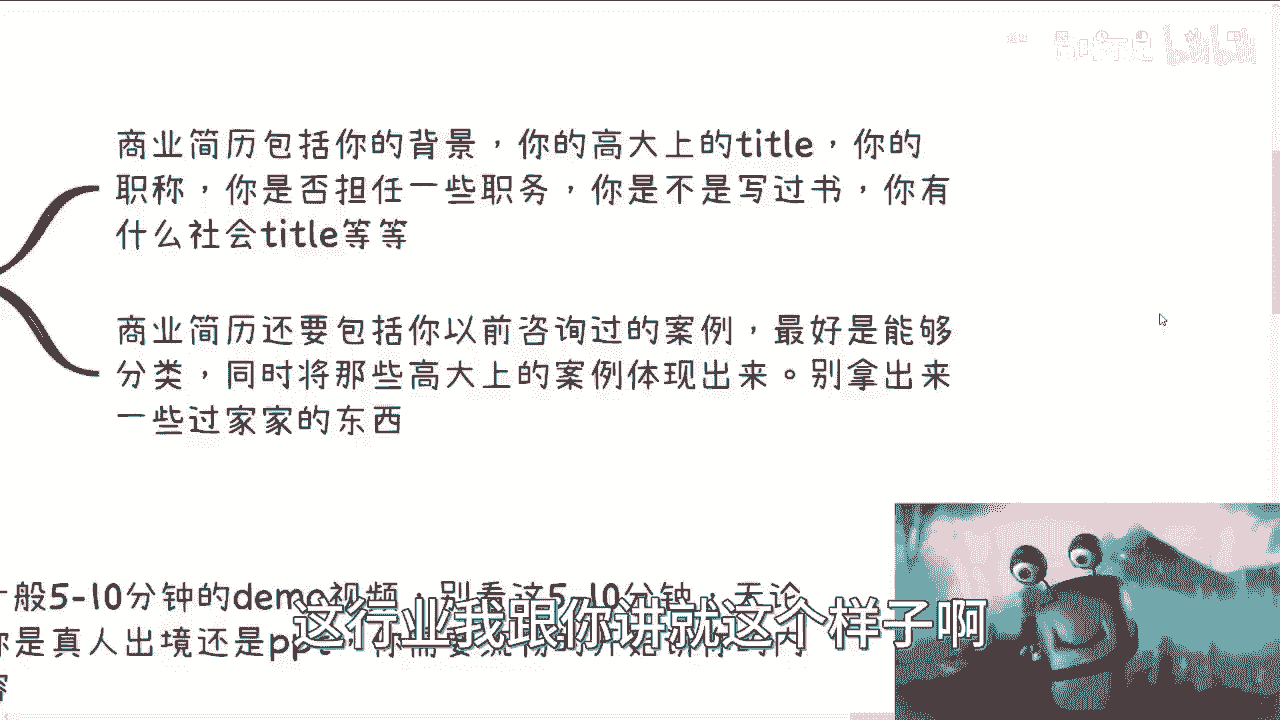 商业简历包括你的背景，你的高大上的title，你的
职称，你是否担任一些职务，你是不是写过书，你有
什么社会title等等
商业简历还要包括你以前咨询过的案例，最好是能够
分类，同时将那些高大上的案例体现出来。别拿出来
一些过家家的东西
一般5-10分钟的demo视频，别看这5-10分钟，无论
你是真人出境还是pp
这行业我跟你讲就这个样子啊
容
bilibili